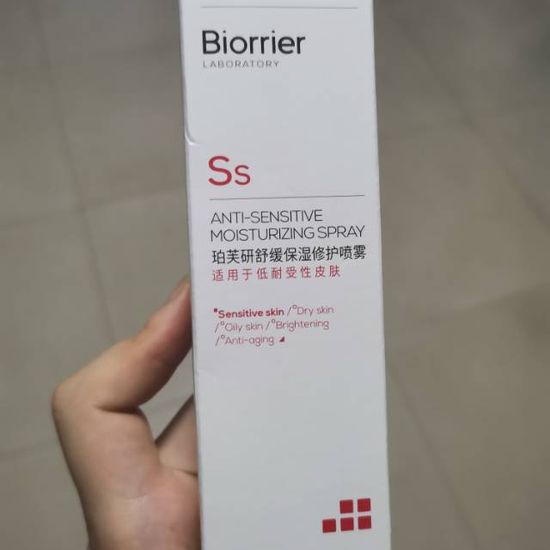 Biorrier
LABORATORY
Ss
ANTI-SENSITIVE
MOISTURIZING SPRAY
珀芙研舒缓保湿修护喷雾
适用于低耐受性皮肤
Sensitive skin / Dry skin
/ Oily skin / Brightening
/ Anti-aging